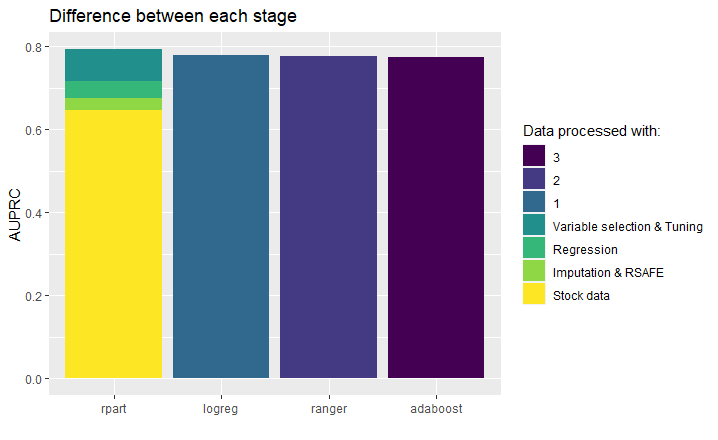 Difference between each stage
AUPRC
0.8
0.6
0.4
0.2
0.0
rpart
logreg
ranger
adaboost
Data processed with:
3
2
1
Variable selection & Tuning
Regression
Imputation & RSAFE
Stock data